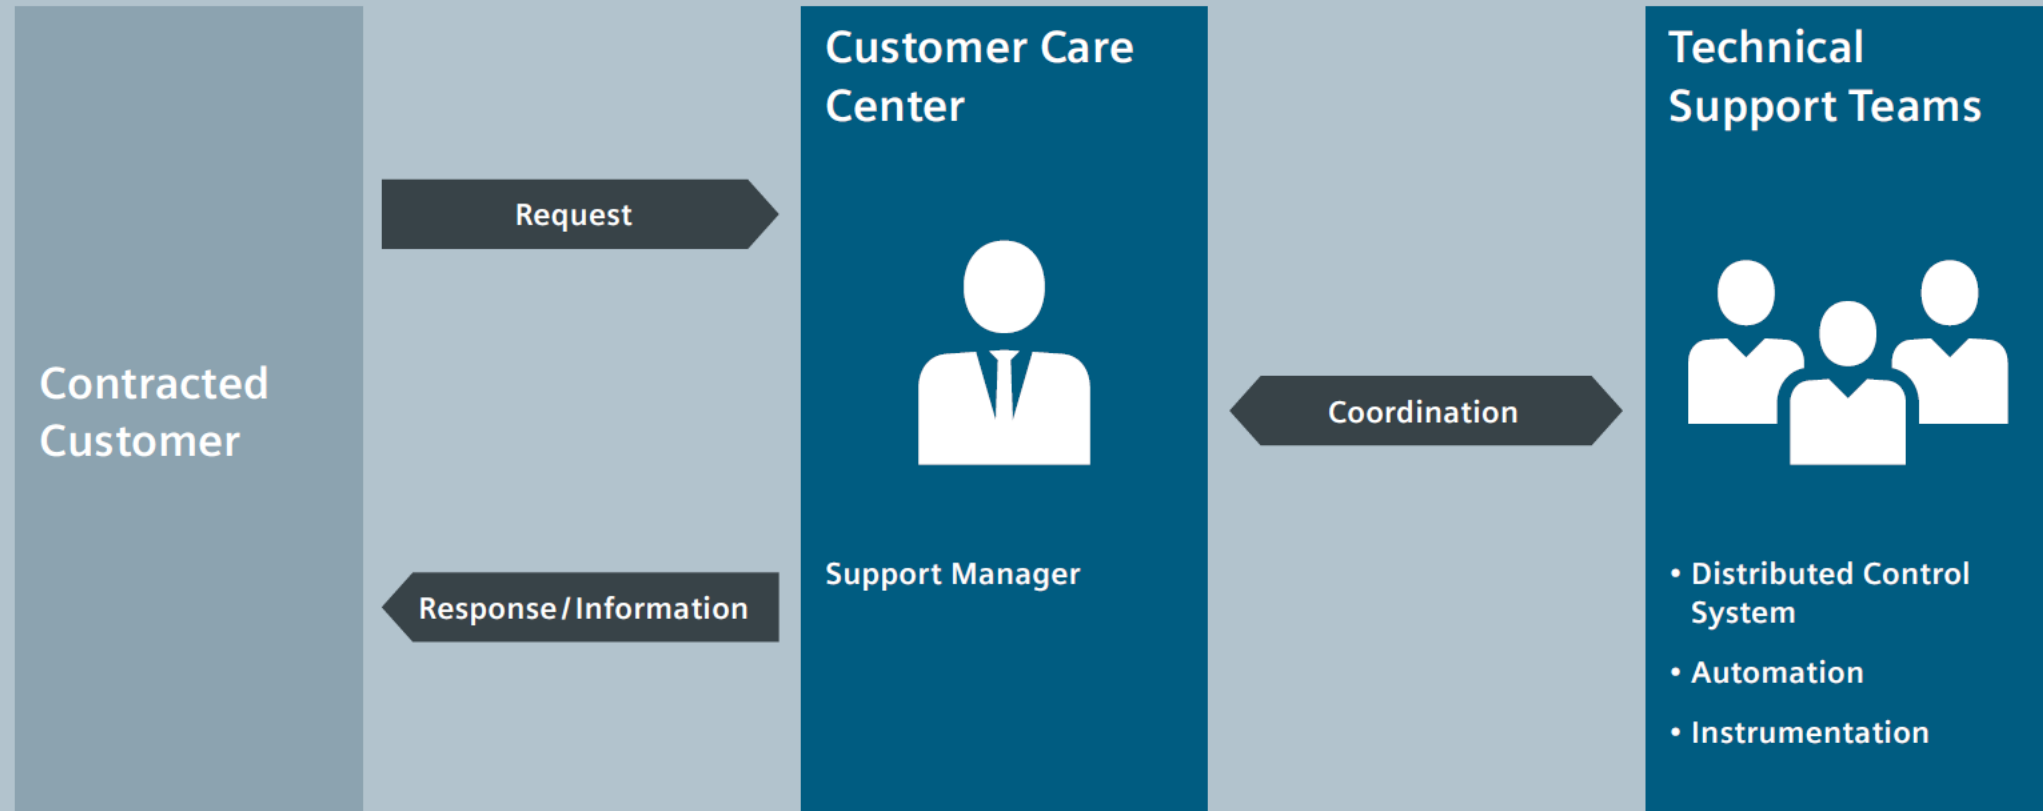 Contracted
Customer
Request
Response/Information
Customer Care
Center
Support Manager
Coordination
Technical
Support Teams
• Distributed Control
System
• Automation
• Instrumentation